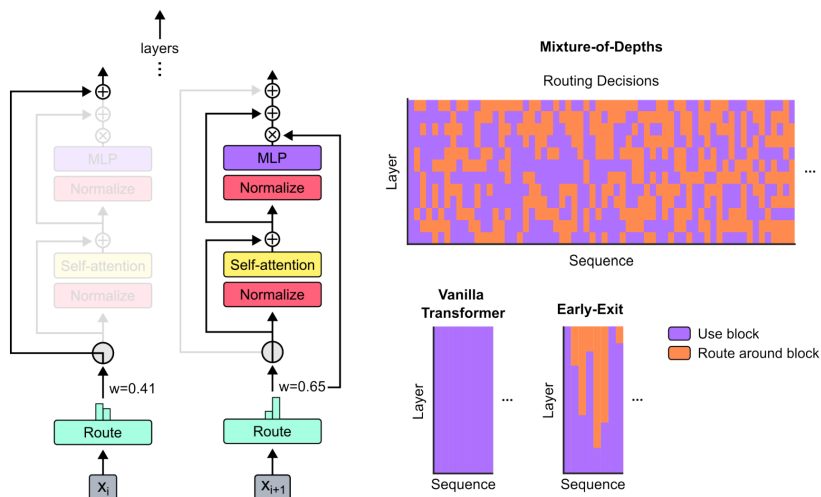 layers
MLP
Normalize
Self-attention
Normalize
w=0.41
Route
xᵢ
MLP
Normalize
Self-attention
Normalize
w=0.65
Route
xᵢ₊₁
Mixture-of-Depths
Routing Decisions
Layer
...
Sequence
Vanilla
Transformer
Layer
...
Sequence
Early-Exit
Layer
...
Sequence
Use block
Route around block